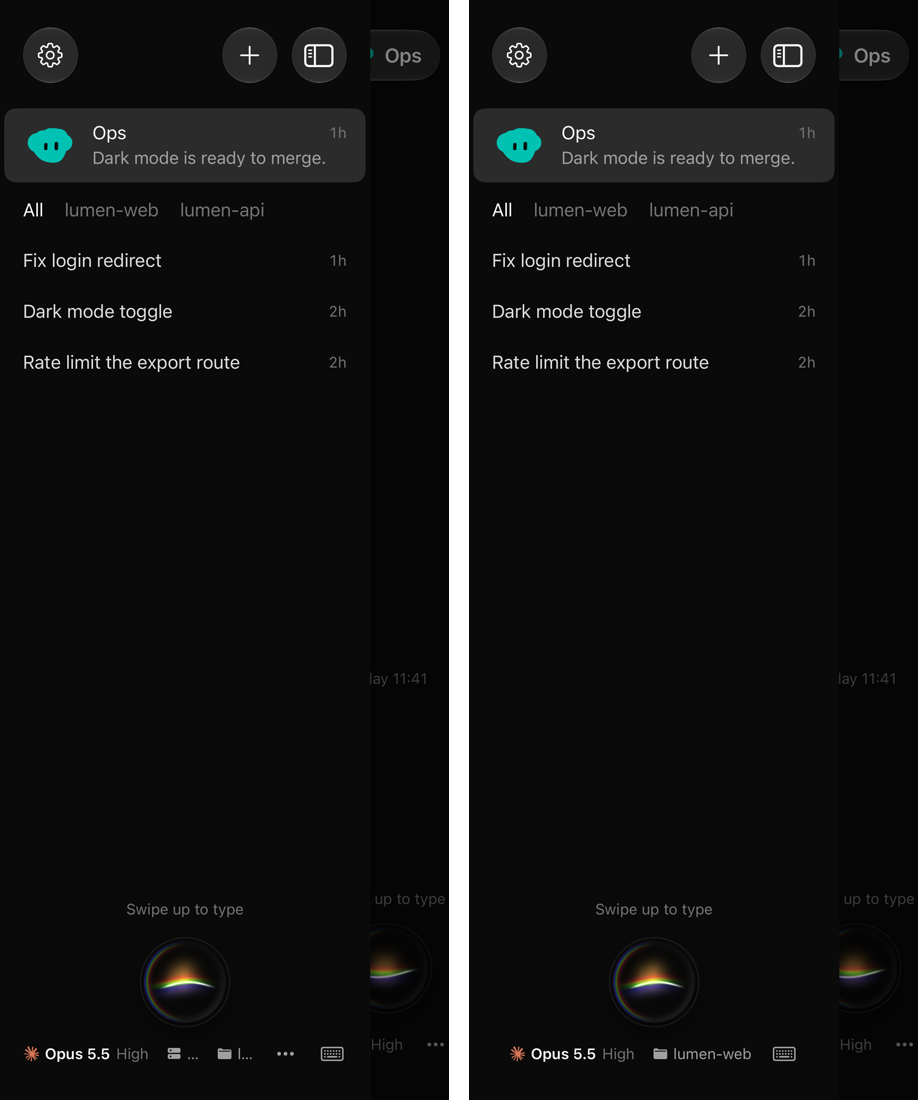 Ops
Ops
1h
Dark mode is ready to merge.
All lumen-web lumen-api
Fix login redirect 1h
Dark mode toggle 2h
Rate limit the export route 2h
lay 11:41
Swipe up to type
up to type
Opus 5.5 High ... l... •••
High •••
Ops
Ops
1h
Dark mode is ready to merge.
All lumen-web lumen-api
Fix login redirect 1h
Dark mode toggle 2h
Rate limit the export route 2h
lay 11:41
Swipe up to type
up to type
Opus 5.5 High lumen-web
High •••